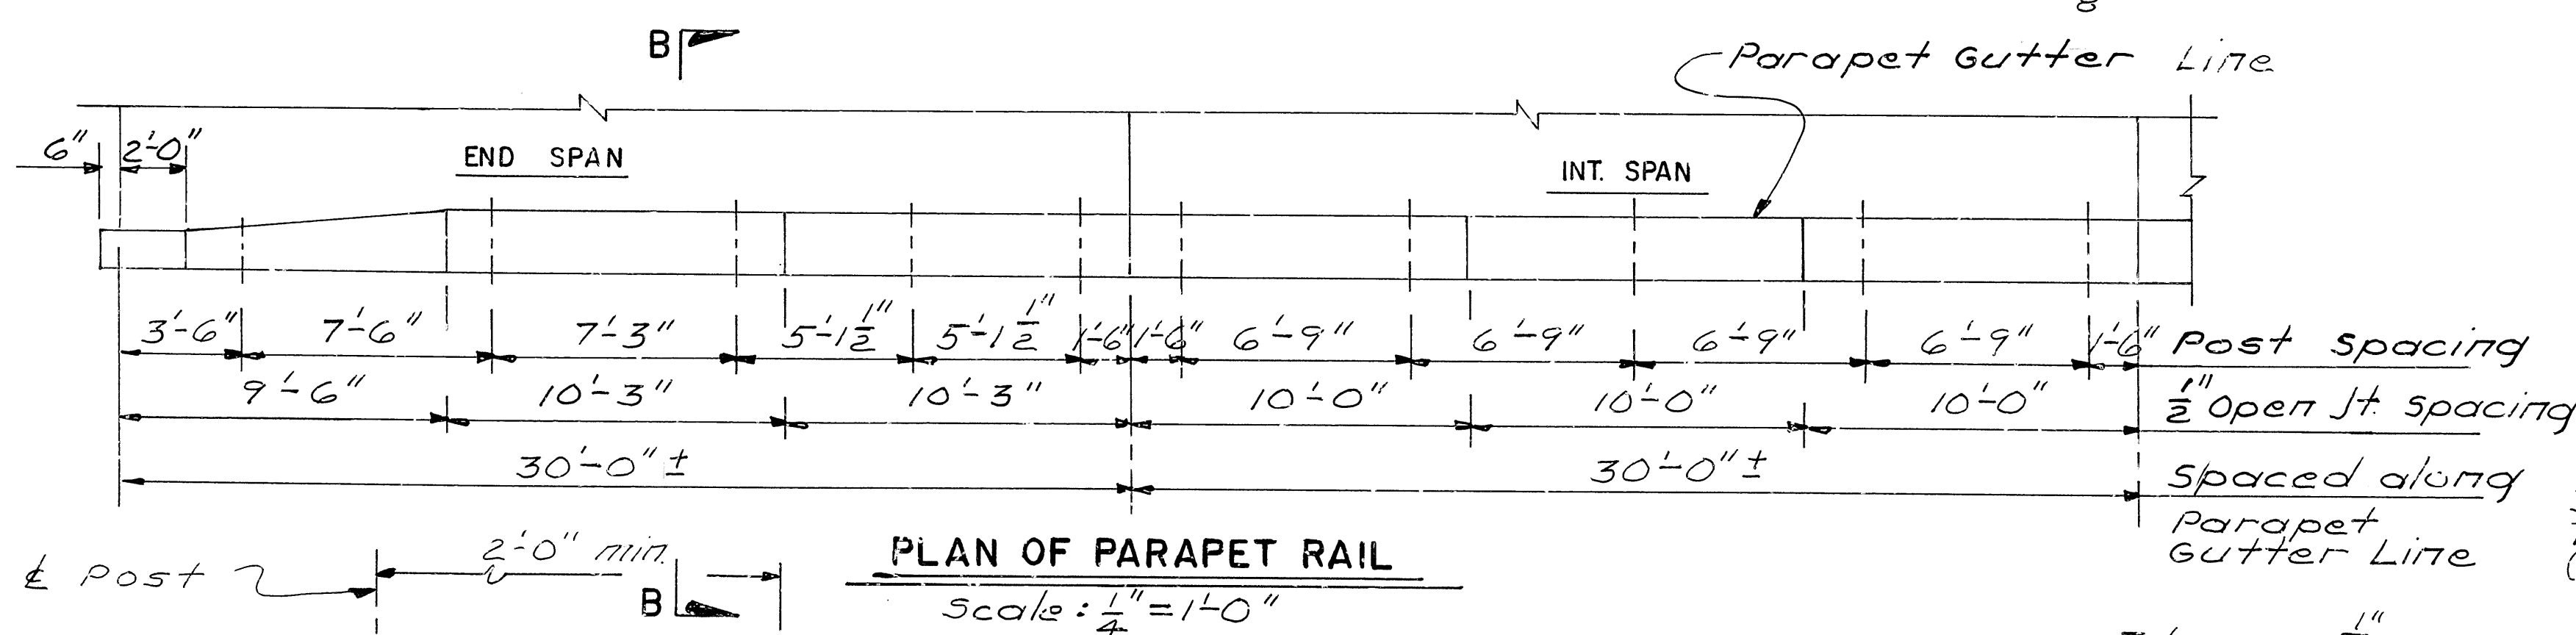 B
Parapet Gutter Line
6" 2'-0"
END SPAN
INT. SPAN
3'-6" 7'-6" 7'-3" 5'-1 1/2" 5'-1 1/2" 1'-6" 1'-6" 6'-9" 6'-9" 6'-9" 6'-9" 1'-6" Post spacing
9'-6" 10'-3" 10'-3" 10'-0" 10'-0" 10'-0" 1/2" Open Jt. spacing
30'-0" ± 30'-0" ± Spaced along
Parapet
Gutter Line
℄ Post 2'-0" min.
B
PLAN OF PARAPET RAIL
Scale: 1/4" = 1'-0"